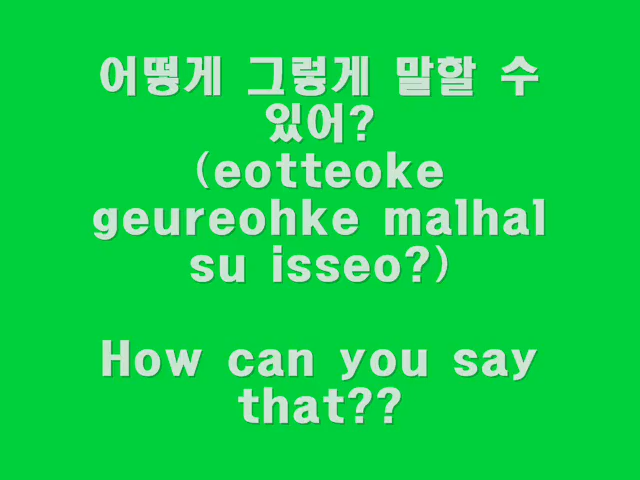 어떻게 그렇게 말할 수
있어?
(eotteoke
geureohke malhal
su isseo?)
How can you say
that??